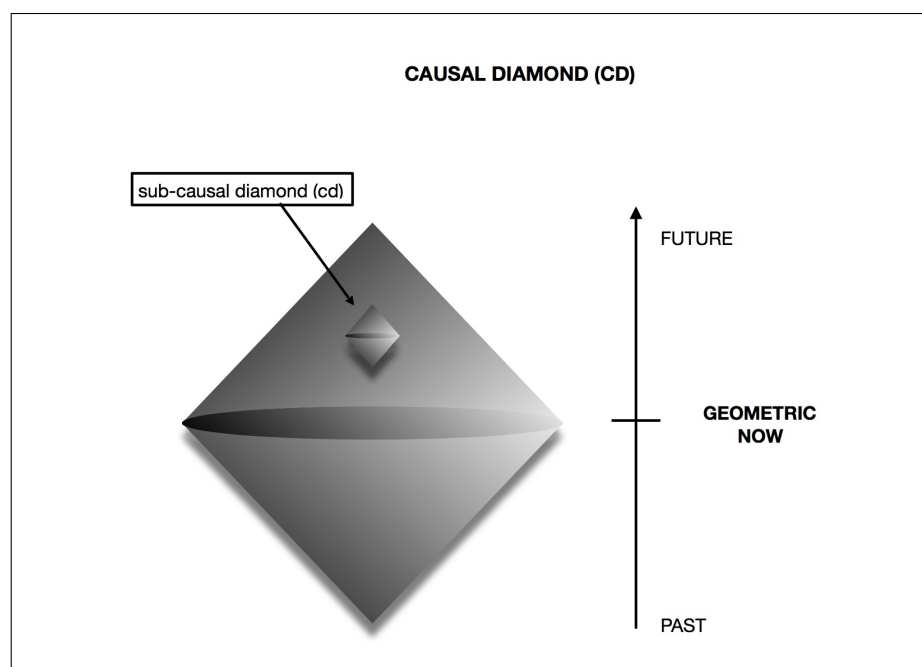 CAUSAL DIAMOND (CD)
sub-causal diamond (cd)
FUTURE
GEOMETRIC
NOW
PAST